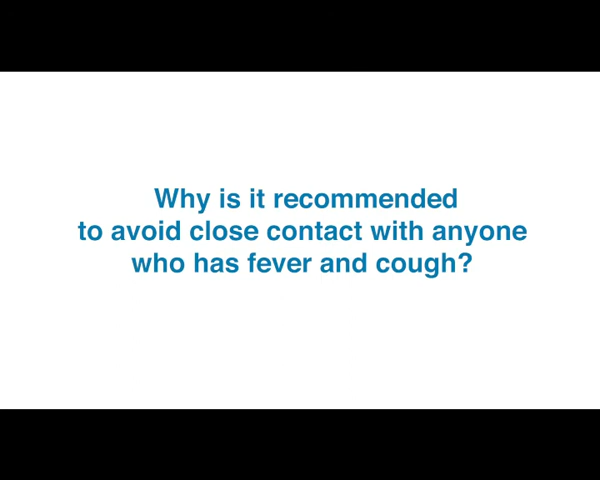 Why is it recommended
to avoid close contact with anyone
who has fever and cough?